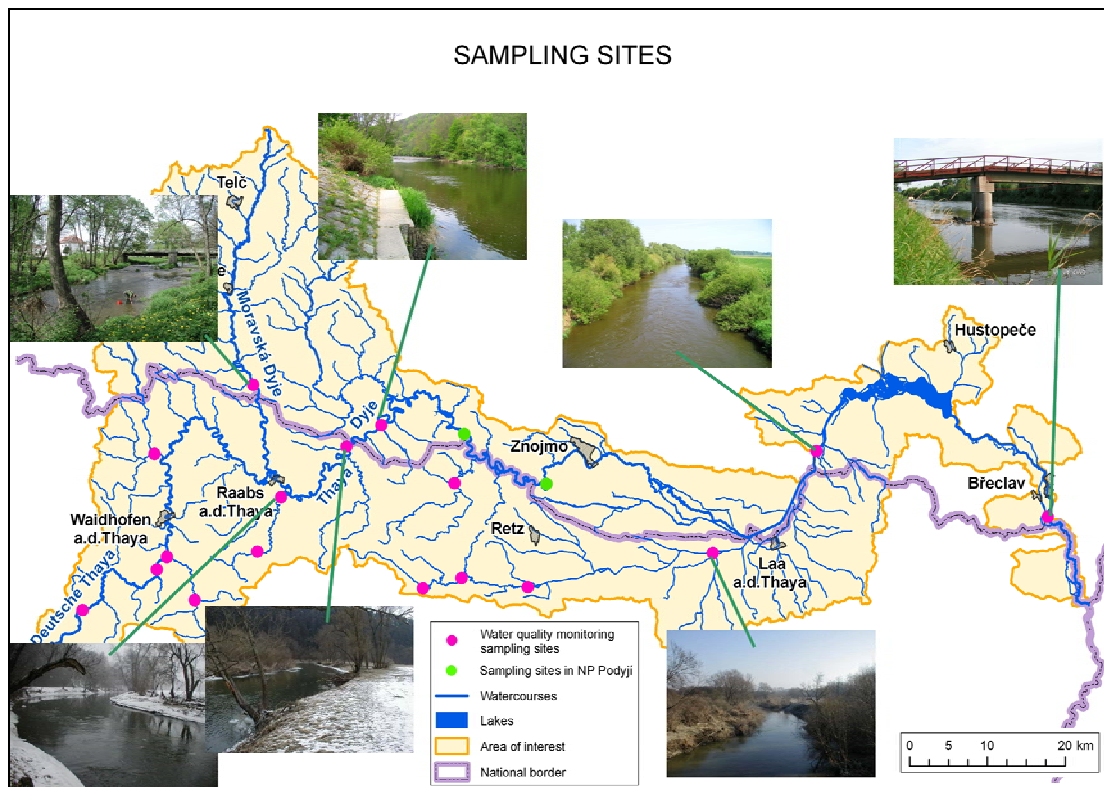 SAMPLING SITES
Telč
e
Moravská Dyje
Hustopeče
Dyje
Znojmo
Břeclav
Raabs
a.d.Thaya
Thaya
Waidhofen
a.d.Thaya
Retz
Laa
a.d.Thaya
Deutsche Thaya
Water quality monitoring
sampling sites
Sampling sites in NP Podyjí
Watercourses
Lakes
Area of interest
National border
0 5 10 20 km